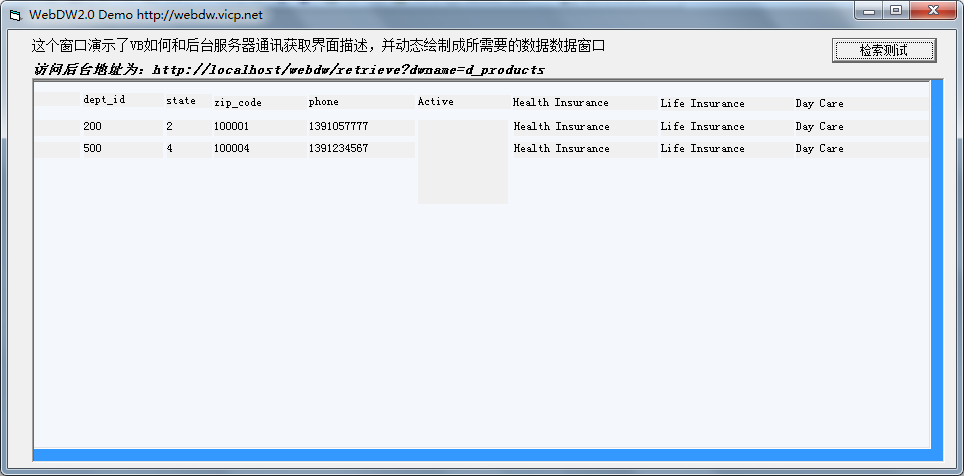 WebDW2.0 Demo http://webdw.vicp.net
这个窗口演示了VB如何和后台服务器通讯获取界面描述，并动态绘制成所需要的数据数据窗口
检索测试
访问后台地址为：http://localhost/webdw/retrieve?dwname=d_products
dept_id state zip_code phone Active Health Insurance Life Insurance Day Care
200 2 100001 1391057777 Health Insurance Life Insurance Day Care
500 4 100004 1391234567 Health Insurance Life Insurance Day Care